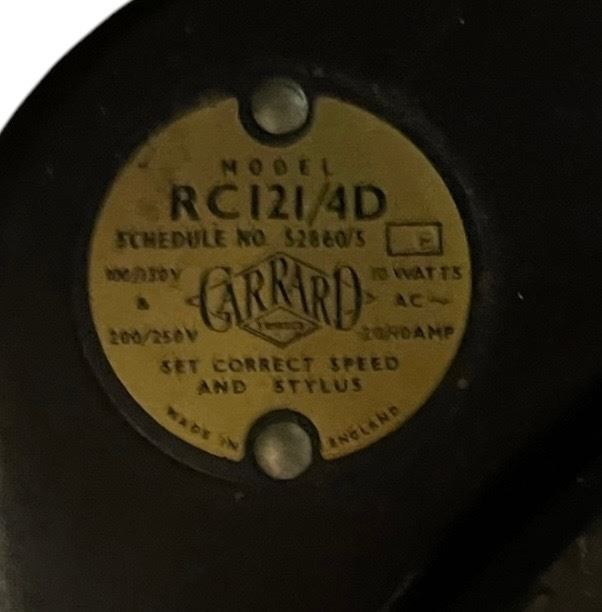 MODEL
RC121/4D
SCHEDULE NO. 52860/5
100/130V
&
200/250V
GARRARD
WATTS
AC ~
AMP
SET CORRECT SPEED
AND STYLUS
MADE IN ENGLAND